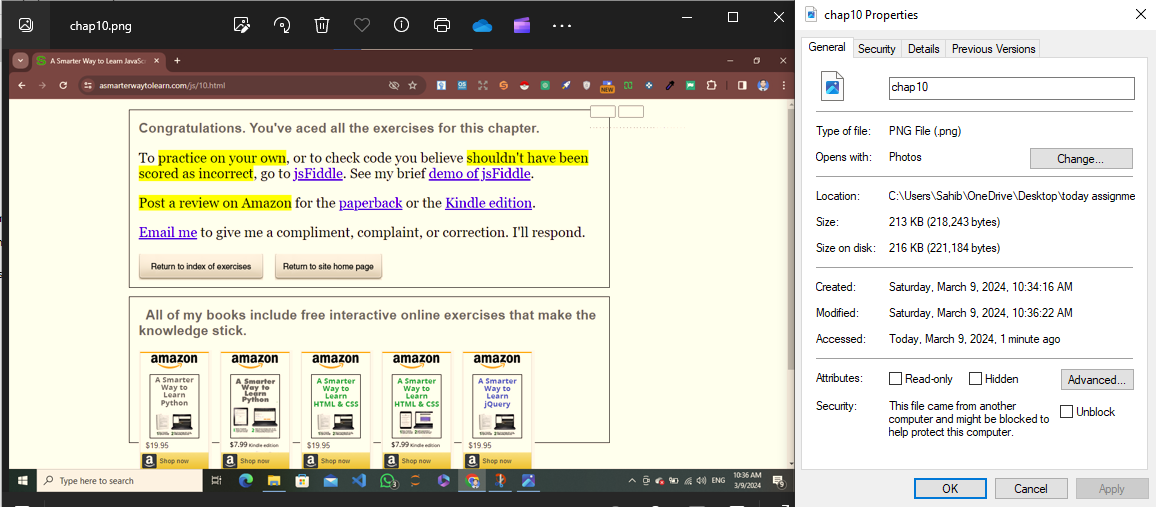 chap10.png
A Smarter Way to Learn JavaSc
asmarterwaytolearn.com/js/10.html
NEW
Congratulations. You've aced all the exercises for this chapter.
To practice on your own, or to check code you believe shouldn't have been
scored as incorrect, go to jsFiddle. See my brief demo of jsFiddle.
Post a review on Amazon for the paperback or the Kindle edition.
Email me to give me a compliment, complaint, or correction. I'll respond.
Return to index of exercises
Return to site home page
All of my books include free interactive online exercises that make the
knowledge stick.
amazon amazon amazon amazon amazon
A Smarter
Way to
Learn
Python
$19.95
Shop now
A Smarter
Way to
Learn
Python
$7.99 Kindle edition
Shop now
A Smarter
Way to
Learn
HTML & CSS
$19.95
Shop now
A Smarter
Way to
Learn
HTML & CSS
$7.99 Kindle edition
Shop now
A Smarter
Way to
Learn
jQuery
$19.95
Shop now
Type here to search
ENG
10:36 AM
3/9/2024
chap10 Properties
General Security Details Previous Versions
chap10
Type of file: PNG File (.png)
Opens with: Photos Change...
Location: C:\Users\Sahib\OneDrive\Desktop\today assignme
Size: 213 KB (218,243 bytes)
Size on disk: 216 KB (221,184 bytes)
Created: Saturday, March 9, 2024, 10:34:16 AM
Modified: Saturday, March 9, 2024, 10:36:22 AM
Accessed: Today, March 9, 2024, 1 minute ago
Attributes: Read-only Hidden Advanced...
Security: This file came from another
computer and might be blocked to
help protect this computer.
Unblock
OK Cancel Apply